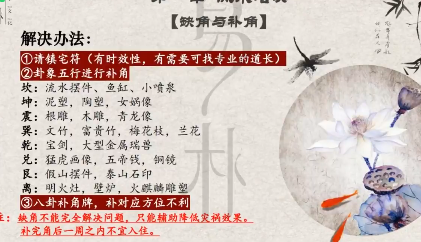 【缺角与补角】
解决办法：
①请镇宅符（有时效性，有需要可找专业的道长）
②卦象五行进行补角
坎：流水摆件、鱼缸、小喷泉
坤：泥塑，陶塑，女娲像
震：根雕，木雕，青龙像
巽：文竹，富贵竹，梅花枝，兰花
乾：宝剑，大型金属瑞兽
兑：猛虎画像，五帝钱，铜镜
艮：假山摆件，泰山石印
离：明火灶，壁炉，火麒麟雕塑
③八卦补角牌，补对应方位不利
注：缺角不能完全解决问题，只能辅助降低灾祸效果。
补完角后一周之内不宜入住。
易
朴